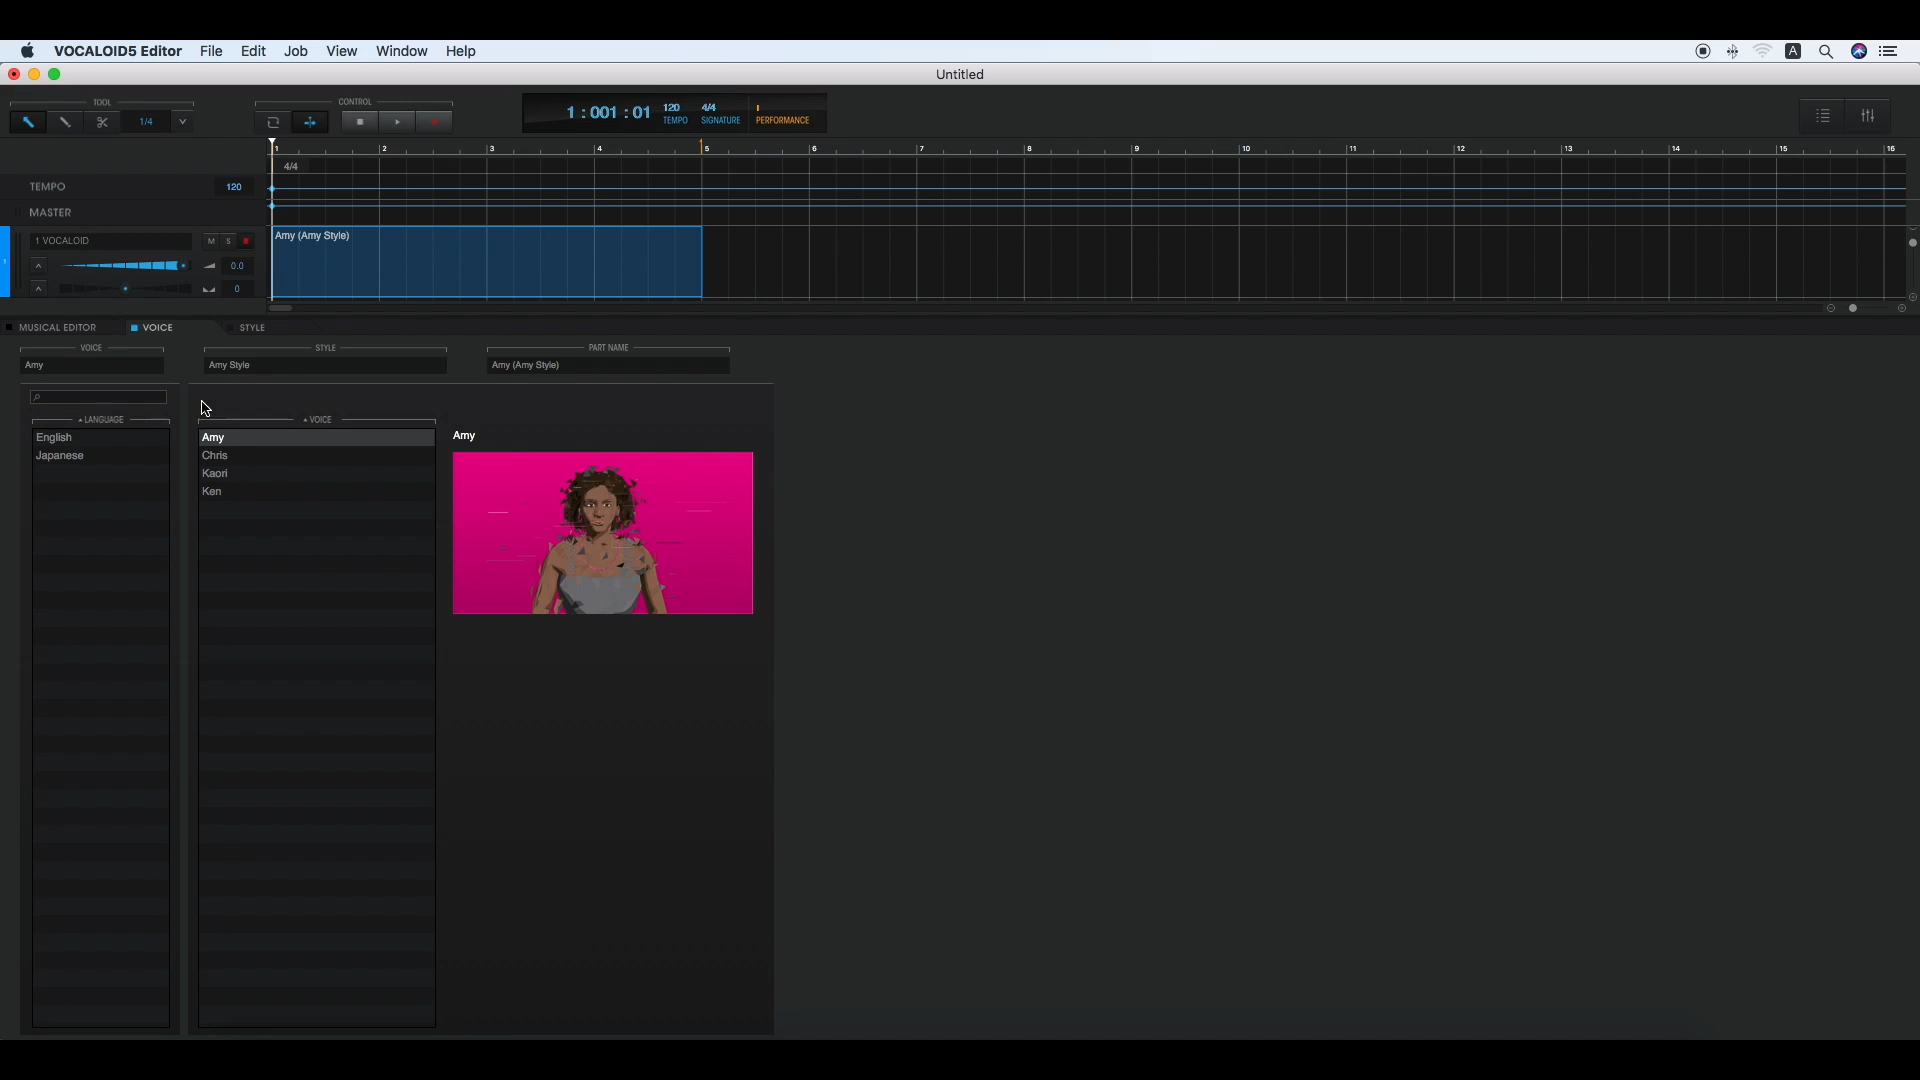 VOCALOID5 Editor File Edit Job View Window Help A
Untitled
TOOL CONTROL
1/4 1 : 001 : 01 120 TEMPO 4/4 SIGNATURE PERFORMANCE
1 2 3 4 5 6 7 8 9 10 11 12 13 14 15 16
4/4
TEMPO 120
MASTER
1 1 VOCALOID M S Amy (Amy Style)
0.0
0
MUSICAL EDITOR VOICE STYLE
VOICE STYLE PART NAME
Amy Amy Style Amy (Amy Style)
LANGUAGE VOICE
English Amy Amy
Japanese Chris
Kaori
Ken